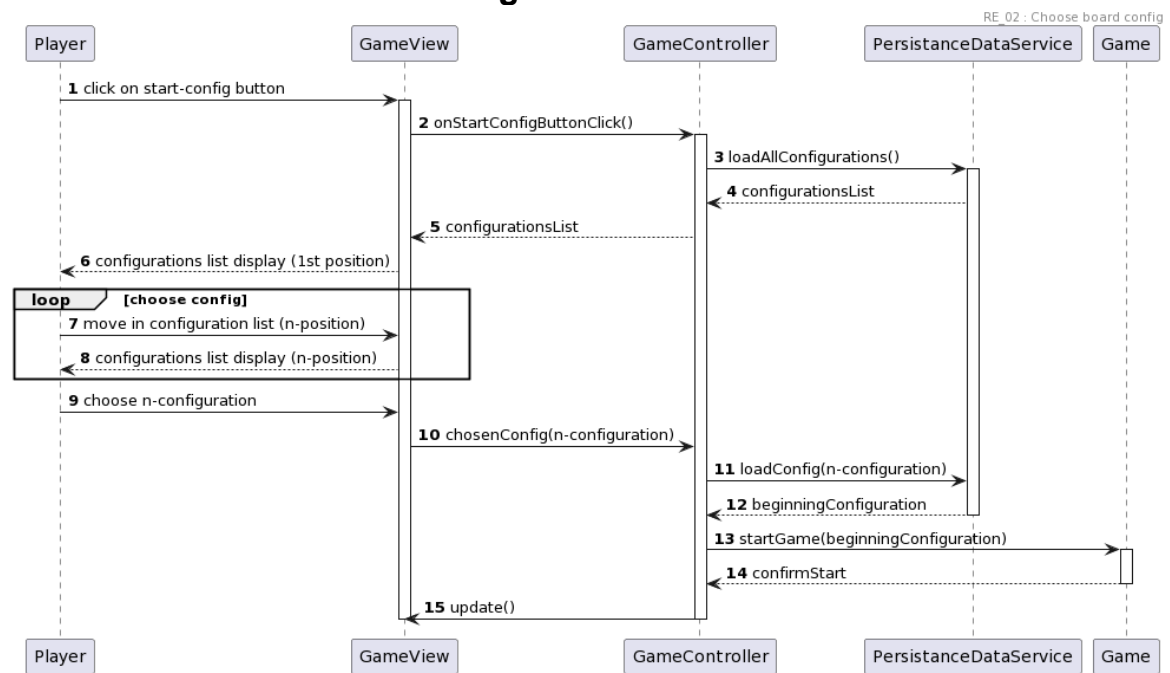 RE_02 : Choose board config
Player GameView GameController PersistanceDataService Game
1 click on start-config button
2 onStartConfigButtonClick()
3 loadAllConfigurations()
4 configurationsList
5 configurationsList
6 configurations list display (1st position)
loop [choose config]
7 move in configuration list (n-position)
8 configurations list display (n-position)
9 choose n-configuration
10 chosenConfig(n-configuration)
11 loadConfig(n-configuration)
12 beginningConfiguration
13 startGame(beginningConfiguration)
14 confirmStart
15 update()
Player GameView GameController PersistanceDataService Game